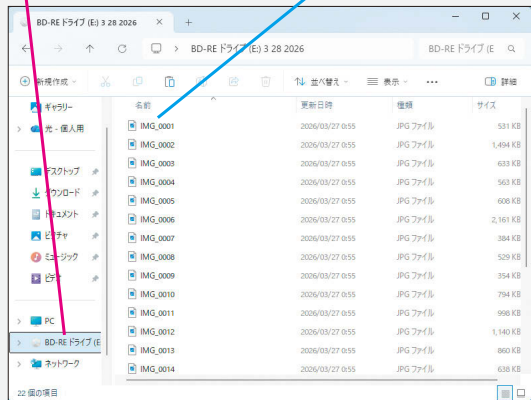 BD-RE ドライブ (E:) 3 28 2026
BD-RE ドライブ (E:) 3 28 2026
BD-RE ドライブ (E
新規作成
並べ替え
表示
詳細
名前 更新日時 種類 サイズ
ギャラリー
光 - 個人用
デスクトップ
ダウンロード
ドキュメント
ピクチャ
ミュージック
ビデオ
PC
BD-RE ドライブ (E
ネットワーク
IMG_0001 2026/03/27 0:55 JPG ファイル 531 KB
IMG_0002 2026/03/27 0:55 JPG ファイル 1,494 KB
IMG_0003 2026/03/27 0:55 JPG ファイル 633 KB
IMG_0004 2026/03/27 0:55 JPG ファイル 563 KB
IMG_0005 2026/03/27 0:55 JPG ファイル 608 KB
IMG_0006 2026/03/27 0:55 JPG ファイル 2,161 KB
IMG_0007 2026/03/27 0:55 JPG ファイル 384 KB
IMG_0008 2026/03/27 0:55 JPG ファイル 529 KB
IMG_0009 2026/03/27 0:55 JPG ファイル 354 KB
IMG_0010 2026/03/27 0:55 JPG ファイル 794 KB
IMG_0011 2026/03/27 0:55 JPG ファイル 998 KB
IMG_0012 2026/03/27 0:55 JPG ファイル 1,140 KB
IMG_0013 2026/03/27 0:55 JPG ファイル 860 KB
IMG_0014 2026/03/27 0:55 JPG ファイル 638 KB
22 個の項目